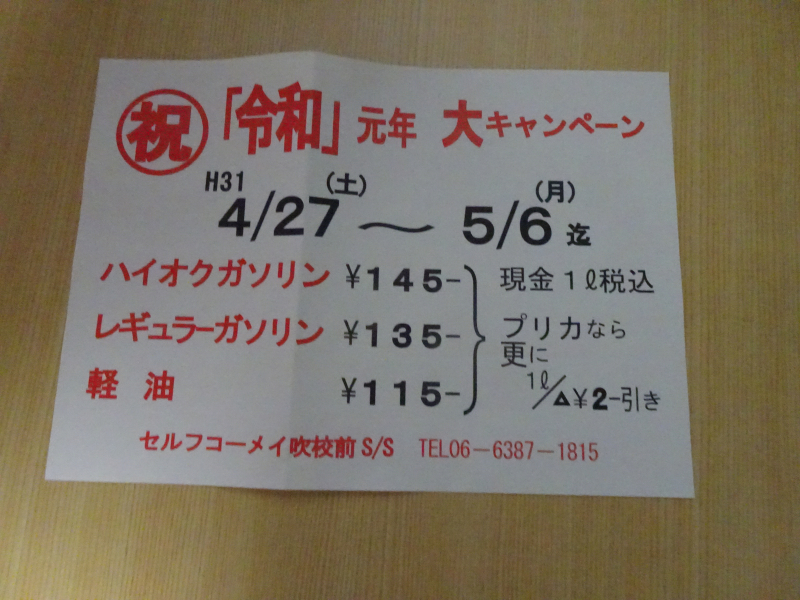 祝 「令和」元年 大キャンペーン
H31 4/27(土)〜5/6(月)迄
ハイオクガソリン ¥145-
レギュラーガソリン ¥135-
軽油 ¥115-
現金1ℓ税込
プリカなら
更に
1ℓ/△¥2-引き
セルフコーメイ吹校前 S/S TEL06-6387-1815